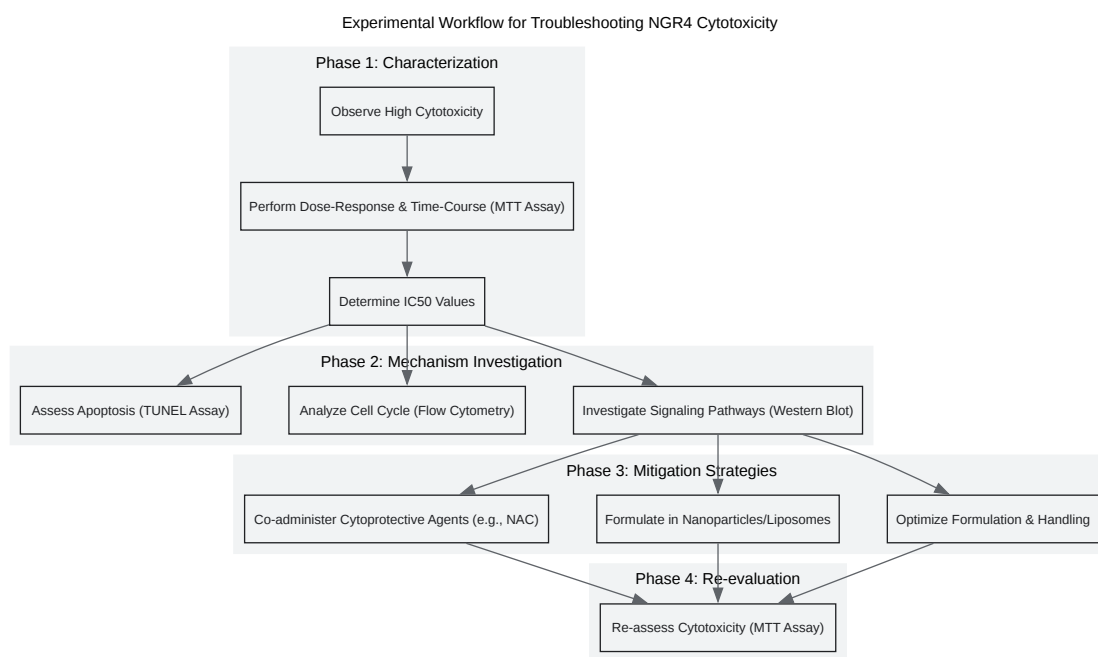 Experimental Workflow for Troubleshooting NGR4 Cytotoxicity
Phase 1: Characterization
Observe High Cytotoxicity
Perform Dose-Response & Time-Course (MTT Assay)
Determine IC50 Values
Phase 2: Mechanism Investigation
Assess Apoptosis (TUNEL Assay)
Analyze Cell Cycle (Flow Cytometry)
Investigate Signaling Pathways (Western Blot)
Phase 3: Mitigation Strategies
Co-administer Cytoprotective Agents (e.g., NAC)
Formulate in Nanoparticles/Liposomes
Optimize Formulation & Handling
Phase 4: Re-evaluation
Re-assess Cytotoxicity (MTT Assay)